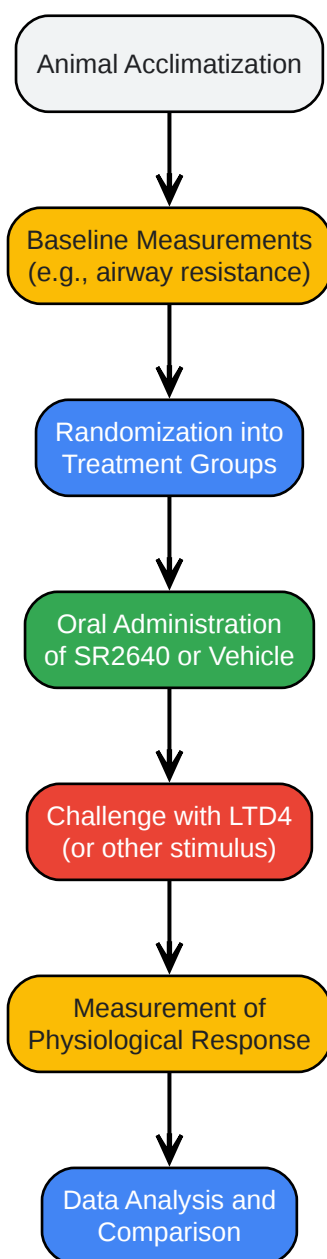 Animal Acclimatization
Baseline Measurements
(e.g., airway resistance)
Randomization into
Treatment Groups
Oral Administration
of SR2640 or Vehicle
Challenge with LTD4
(or other stimulus)
Measurement of
Physiological Response
Data Analysis and
Comparison